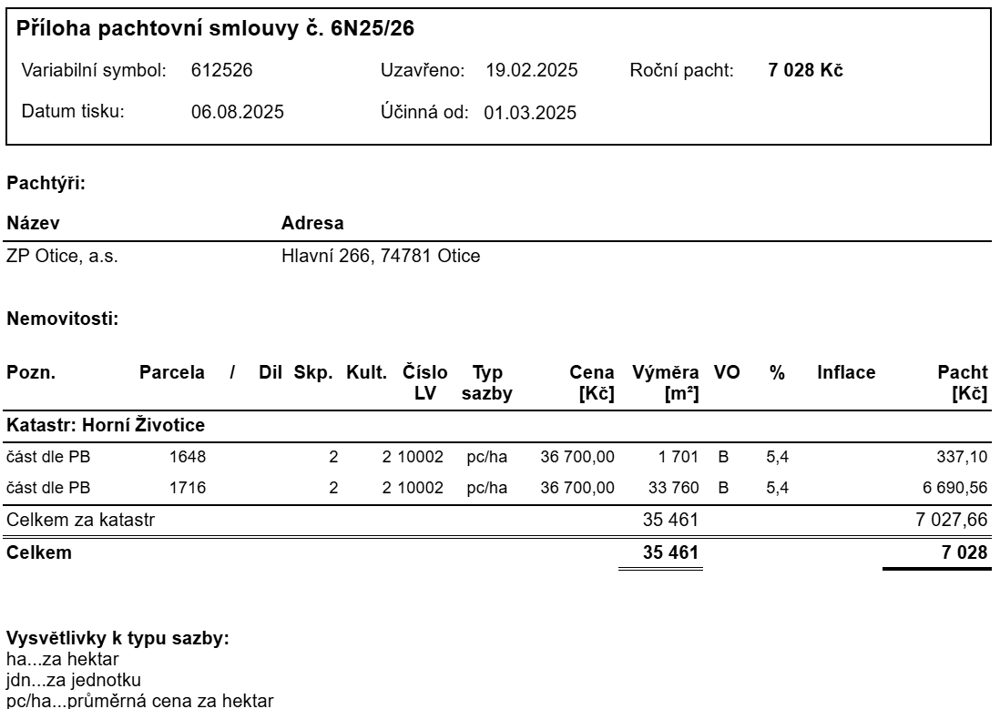 Příloha pachtovní smlouvy č. 6N25/26
Variabilní symbol: 612526 Uzavřeno: 19.02.2025 Roční pacht: 7 028 Kč
Datum tisku: 06.08.2025 Účinná od: 01.03.2025
Pachtýři:
Název Adresa
ZP Otice, a.s. Hlavní 266, 74781 Otice
Nemovitosti:
Pozn. Parcela / Dil Skp. Kult. Číslo Typ Cena Výměra VO % Inflace Pacht
LV sazby [Kč] [m²] [Kč]
Katastr: Horní Životice
část dle PB 1648 2 2 10002 pc/ha 36 700,00 1 701 B 5,4 337,10
část dle PB 1716 2 2 10002 pc/ha 36 700,00 33 760 B 5,4 6 690,56
Celkem za katastr 35 461 7 027,66
Celkem 35 461 7 028
Vysvětlivky k typu sazby:
ha...za hektar
jdn...za jednotku
pc/ha...průměrná cena za hektar